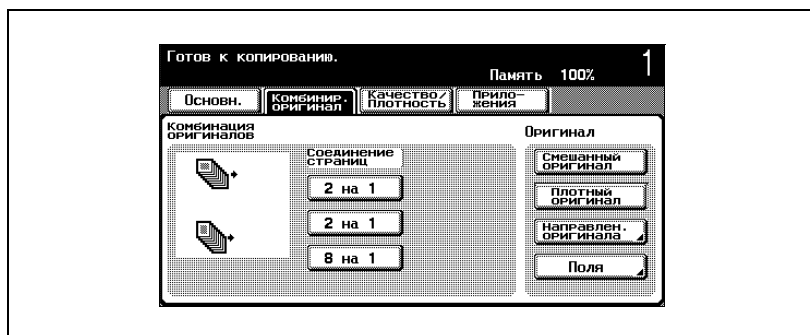 Готов к копированию.
Память 100%
1
Основн.
Комбинир.
оригинал
Качество/
плотность
Прило-
жения
Комбинация
оригиналов
Соединение
страниц
2 на 1
2 на 1
8 на 1
Оригинал
Смешанный
оригинал
Плотный
оригинал
Направлен.
оригинала
Поля